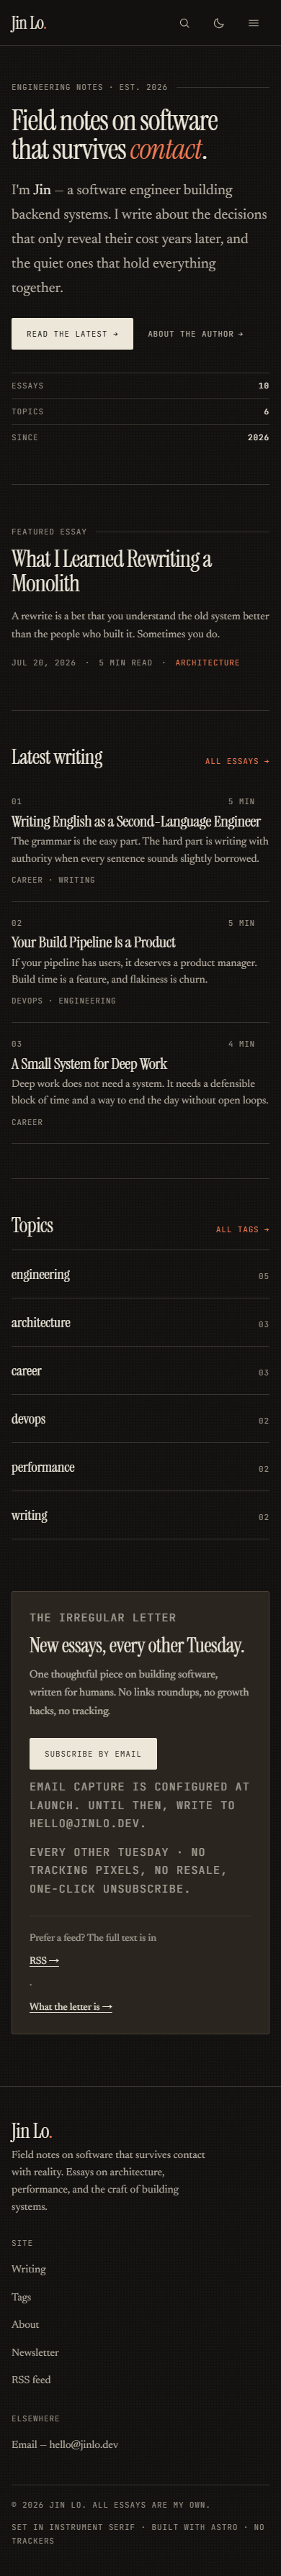 Jin Lo.
ENGINEERING NOTES · EST. 2026
Field notes on software
that survives contact.
I'm Jin — a software engineer building
backend systems. I write about the decisions
that only reveal their cost years later, and
the quiet ones that hold everything
together.
READ THE LATEST → ABOUT THE AUTHOR →
ESSAYS 10
TOPICS 6
SINCE 2026
FEATURED ESSAY
What I Learned Rewriting a
Monolith
A rewrite is a bet that you understand the old system better
than the people who built it. Sometimes you do.
JUL 20, 2026 · 5 MIN READ · ARCHITECTURE
Latest writing ALL ESSAYS →
01 5 MIN
Writing English as a Second-Language Engineer
The grammar is the easy part. The hard part is writing with
authority when every sentence sounds slightly borrowed.
CAREER · WRITING
02 5 MIN
Your Build Pipeline Is a Product
If your pipeline has users, it deserves a product manager.
Build time is a feature, and flakiness is churn.
DEVOPS · ENGINEERING
03 4 MIN
A Small System for Deep Work
Deep work does not need a system. It needs a defensible
block of time and a way to end the day without open loops.
CAREER
Topics ALL TAGS →
engineering 05
architecture 03
career 03
devops 02
performance 02
writing 02
THE IRREGULAR LETTER
New essays, every other Tuesday.
One thoughtful piece on building software,
written for humans. No links roundups, no growth
hacks, no tracking.
SUBSCRIBE BY EMAIL
EMAIL CAPTURE IS CONFIGURED AT
LAUNCH. UNTIL THEN, WRITE TO
HELLO@JINLO.DEV.
EVERY OTHER TUESDAY · NO
TRACKING PIXELS, NO RESALE,
ONE-CLICK UNSUBSCRIBE.
Prefer a feed? The full text is in
RSS →
.
What the letter is →
Jin Lo.
Field notes on software that survives contact
with reality. Essays on architecture,
performance, and the craft of building
systems.
SITE
Writing
Tags
About
Newsletter
RSS feed
ELSEWHERE
Email — hello@jinlo.dev
© 2026 JIN LO. ALL ESSAYS ARE MY OWN.
SET IN INSTRUMENT SERIF · BUILT WITH ASTRO · NO
TRACKERS